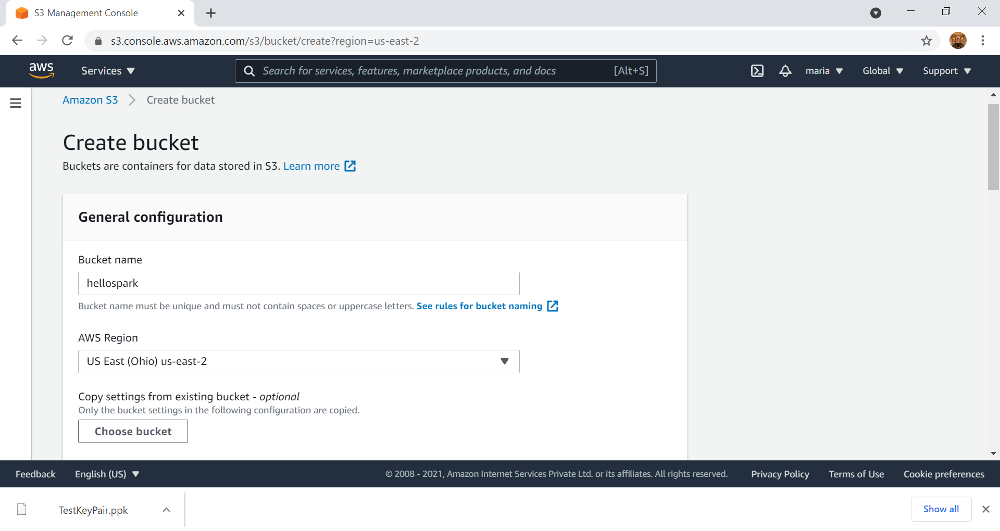 S3 Management Console
s3.console.aws.amazon.com/s3/bucket/create?region=us-east-2
aws
Services
Search for services, features, marketplace products, and docs [Alt+S]
maria
Global
Support
Amazon S3 Create bucket
Create bucket
Buckets are containers for data stored in S3. Learn more
General configuration
Bucket name
hellospark
Bucket name must be unique and must not contain spaces or uppercase letters. See rules for bucket naming
AWS Region
US East (Ohio) us-east-2
Copy settings from existing bucket - optional
Only the bucket settings in the following configuration are copied.
Choose bucket
Feedback
English (US)
© 2008 - 2021, Amazon Internet Services Private Ltd. or its affiliates. All rights reserved.
Privacy Policy
Terms of Use
Cookie preferences
TestKeyPair.ppk
Show all